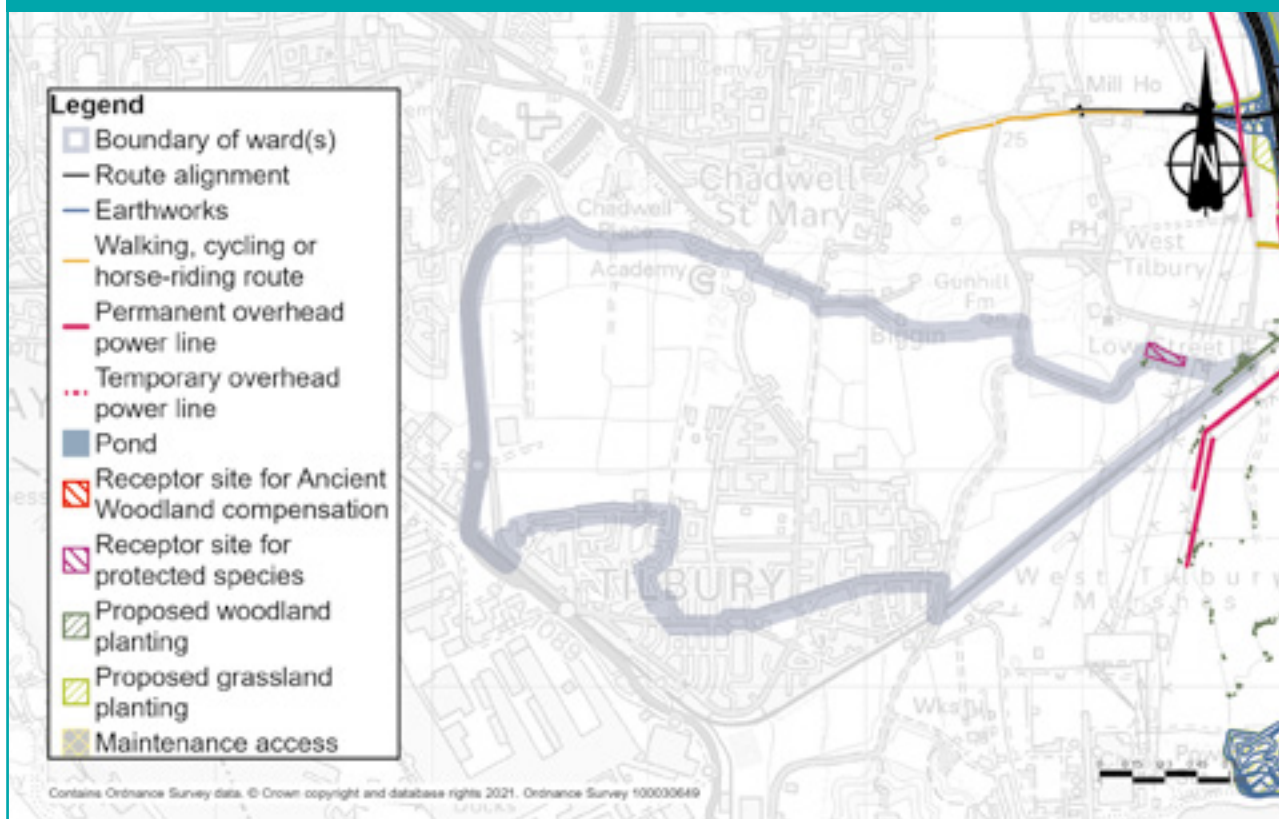 Legend
Boundary of ward(s)
Route alignment
Earthworks
Walking, cycling or
horse-riding route
Permanent overhead
power line
Temporary overhead
power line
Pond
Receptor site for Ancient
Woodland compensation
Receptor site for
protected species
Proposed woodland
planting
Proposed grassland
planting
Maintenance access
Mill Ho
N
25
Coll
Chadwell
St Mary
Chadwell
Place
PH
West
Tilbury
Academy
Gunhill
Fm
Biggin
Low Street
TILBURY
West Tilbury
Marshes
Wks
Docks
Contains Ordnance Survey data. © Crown copyright and database rights 2021. Ordnance Survey 100030649